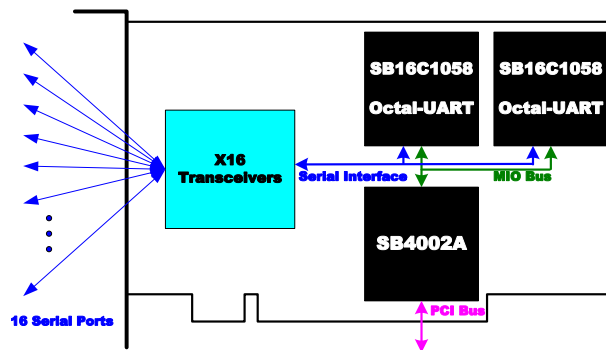 SB16C1058
Octal-UART
SB16C1058
Octal-UART
X16
Transceivers
Serial Interface
MIO Bus
SB4002A
PCI Bus
16 Serial Ports